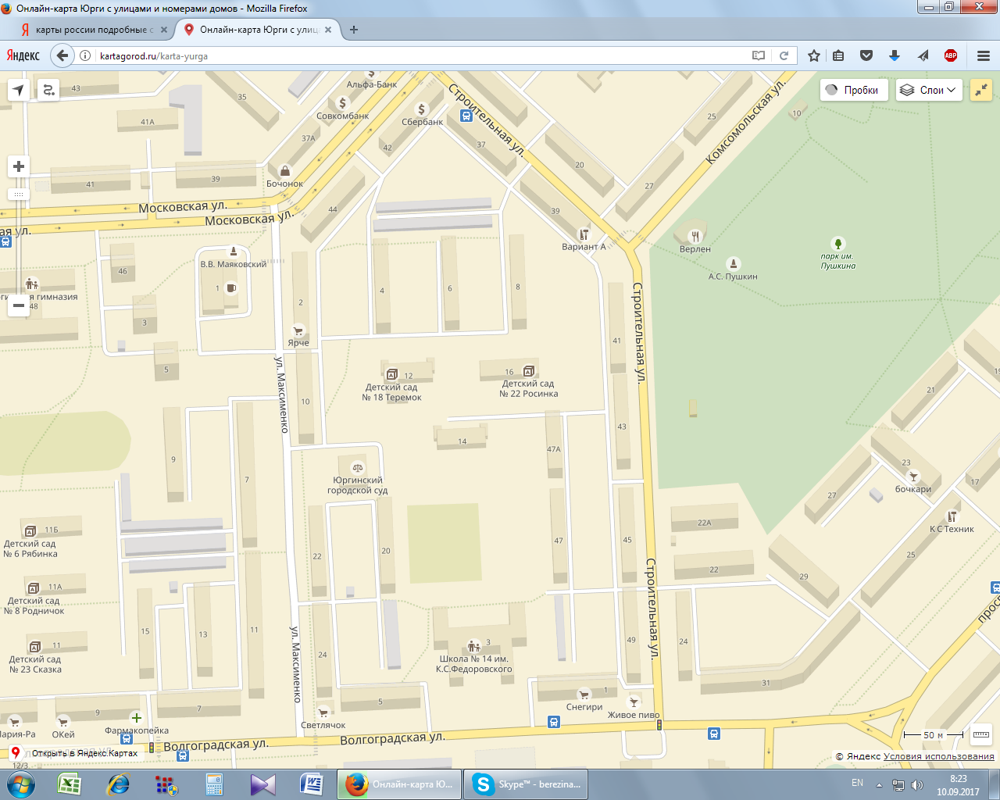 Онлайн-карта Юрги с улицами и номерами домов - Mozilla Firefox
карты россии подробные с
Онлайн-карта Юрги с улиц
Яндекс
kartagorod.ru/karta-yurga
ABP
Пробки
Слои
43
35
Альфа-Банк
Совкомбанк
Сбербанк
Строительная ул.
Комсомольская ул.
41А
37А
42
37
20
25
10
41
39
Бочонок
44
27
39
Московская ул.
Московская ул.
ая ул.
Вариант А
Верлен
А.С. Пушкин
парк им.
Пушкина
46
В.В. Маяковский
1
2
4
6
8
гимназия
48
3
Ярче
5
Строительная ул.
41
ул. Максименко
10
12
Детский сад
№ 18 Теремок
16
Детский сад
№ 22 Росинка
21
19
9
7
14
47А
43
Юргинский
городской суд
23
бочкари
17
27
11Б
Детский сад
№ 6 Рябинка
22
20
47
45
22А
22
К С Техник
25
29
Строительная ул.
11А
Детский сад
№ 8 Родничок
15
13
11
ул. Максименко
24
11
Детский сад
№ 23 Сказка
3
Школа № 14 им.
К.С.Федоровского
49
24
31
просп
9
7
5
1
Мария-Ра
ОКей
Фармакопейка
Светлячок
Снегири
Живое пиво
Волгоградская ул.
Волгоградская ул.
50 м
Открыть в Яндекс.Картах
12/3
© Яндекс Условия использования
Онлайн-карта Ю...
Skype™ - berezina...
EN
8:23
10.09.2017